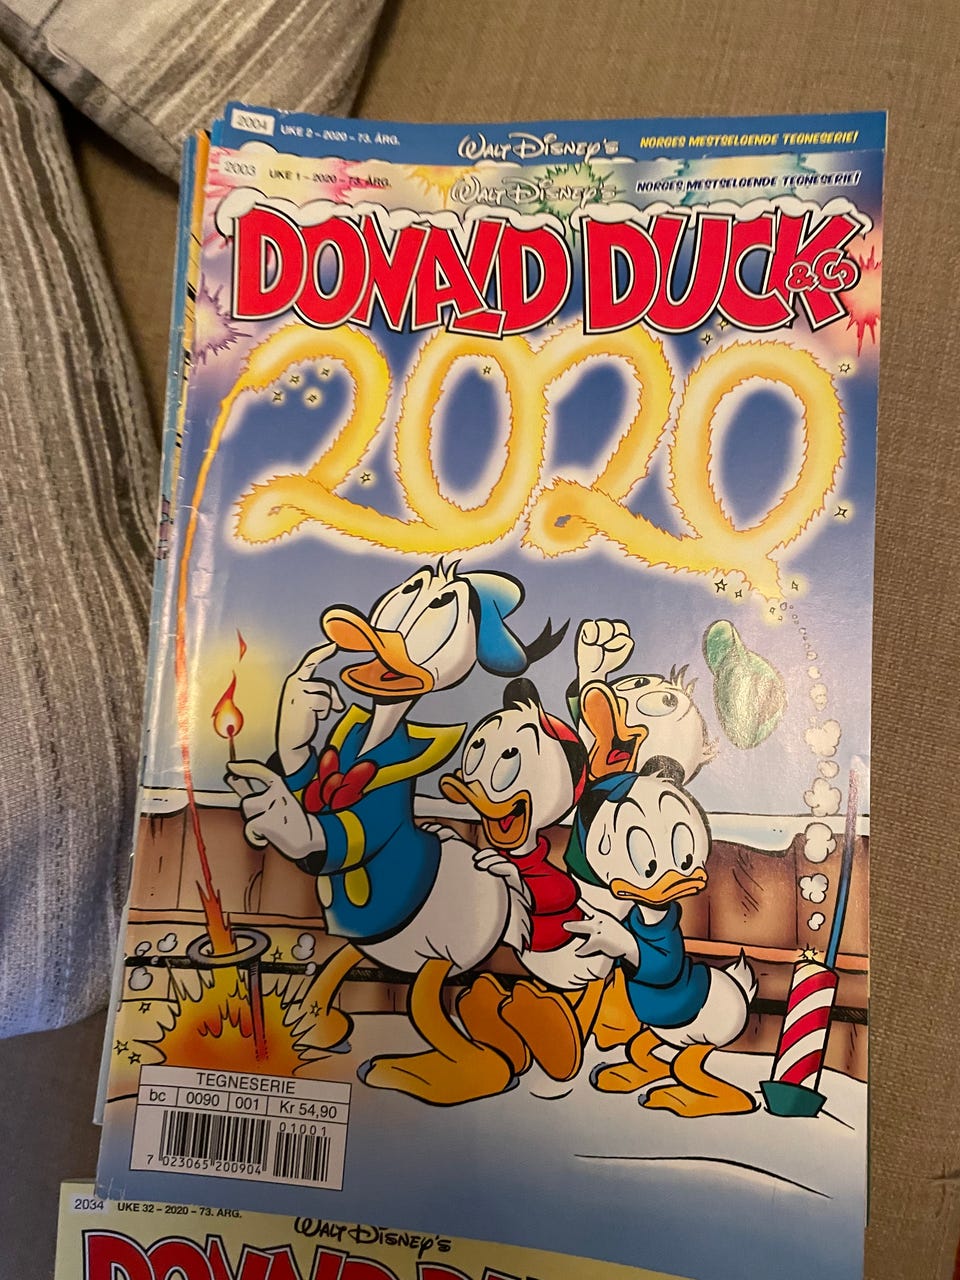 2004 UKE 2 – 2020 – 73. ÅRG. WALT DISNEY'S NORGES MESTSELGENDE TEGNESERIE!
2003 UKE 1 – 2020 – 73. ÅRG. WALT DISNEY'S NORGES MESTSELGENDE TEGNESERIE!
DONALD DUCK & Co
2020
TEGNESERIE
bc 0090 001 Kr 54,90
01001
7 023065 200904
2034 UKE 32 – 2020 – 73. ÅRG.
WALT DISNEY'S
DONALD DU